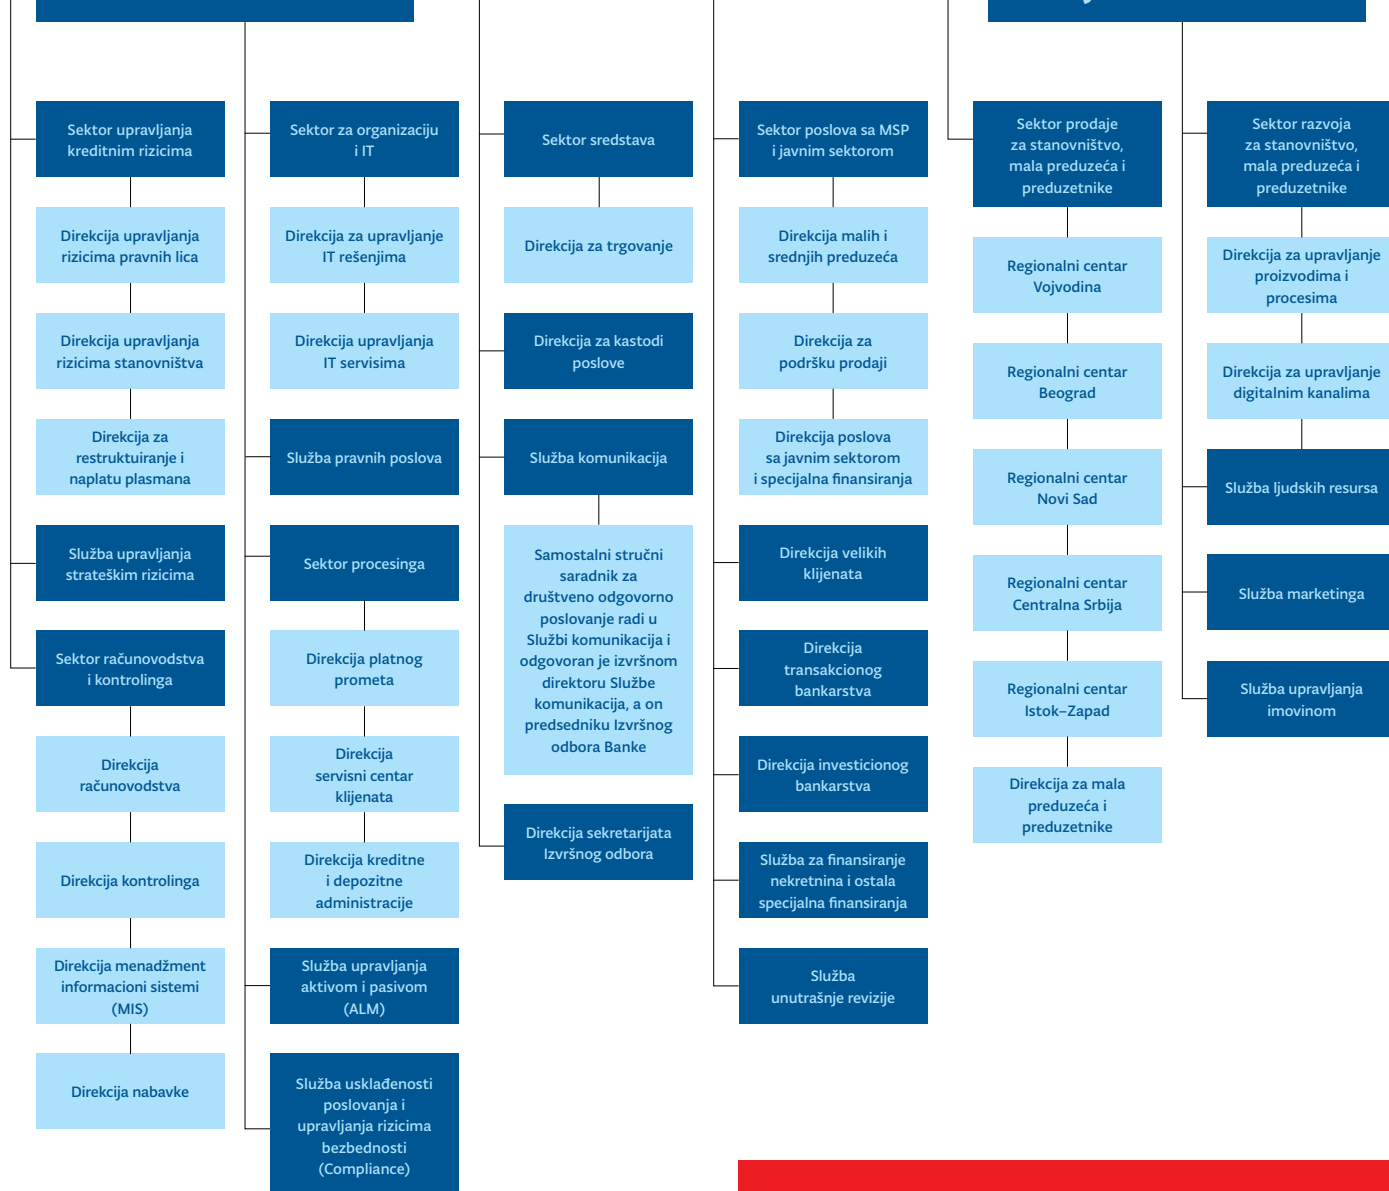 Sektor upravljanja
kreditnim rizicima
Direkcija upravljanja
rizicima pravnih lica
Direkcija upravljanja
rizicima stanovništva
Direkcija za
restruktuiranje i
naplatu plasmana
Služba upravljanja
strateškim rizicima
Sektor računovodstva
i kontrolinga
Direkcija
računovodstva
Direkcija kontrolinga
Direkcija menadžment
informacioni sistemi
(MIS)
Direkcija nabavke
Sektor za organizaciju
i IT
Direkcija za upravljanje
IT rešenjima
Direkcija upravljanja
IT servisima
Služba pravnih poslova
Sektor procesinga
Direkcija platnog
prometa
Direkcija
servisni centar
klijenata
Direkcija kreditne
i depozitne
administracije
Služba upravljanja
aktivom i pasivom
(ALM)
Služba usklađenosti
poslovanja i
upravljanja rizicima
bezbednosti
(Compliance)
Sektor sredstava
Direkcija za trgovanje
Direkcija za kastodi
poslove
Služba komunikacija
Samostalni stručni
saradnik za
društveno odgovorno
poslovanje radi u
Službi komunikacija i
odgovoran je izvršnom
direktoru Službe
komunikacija, a on
predsedniku Izvršnog
odbora Banke
Direkcija sekretarijata
Izvršnog odbora
Sektor poslova sa MSP
i javnim sektorom
Direkcija malih i
srednjih preduzeća
Direkcija za
podršku prodaji
Direkcija poslova
sa javnim sektorom
i specijalna finansiranja
Direkcija velikih
klijenata
Direkcija
transakcionog
bankarstva
Direkcija investicionog
bankarstva
Služba za finansiranje
nekretnina i ostala
specijalna finansiranja
Služba
unutrašnje revizije
Sektor prodaje
za stanovništvo,
mala preduzeća i
preduzetnike
Regionalni centar
Vojvodina
Regionalni centar
Beograd
Regionalni centar
Novi Sad
Regionalni centar
Centralna Srbija
Regionalni centar
Istok–Zapad
Direkcija za mala
preduzeća i
preduzetnike
Sektor razvoja
za stanovništvo,
mala preduzeća i
preduzetnike
Direkcija za upravljanje
proizvodima i
procesima
Direkcija za upravljanje
digitalnim kanalima
Služba ljudskih resursa
Služba marketinga
Služba upravljanja
imovinom